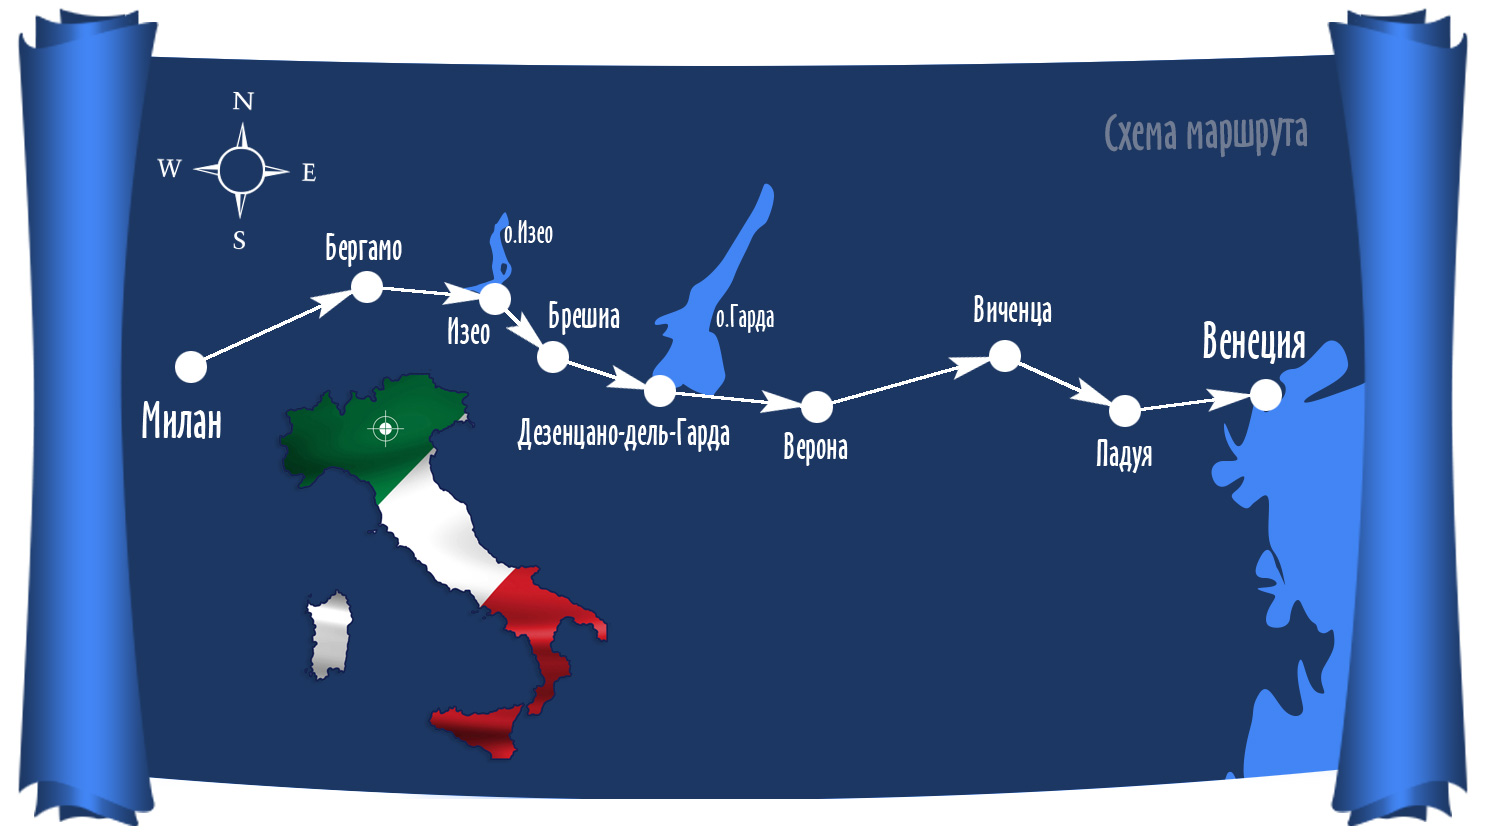 Схема маршрута
N
W
E
S
Бергамо
о.Изео
Изео
Брешиа
о.Гарда
Виченца
Венеция
Милан
Дезенцано-дель-Гарда
Верона
Падуя